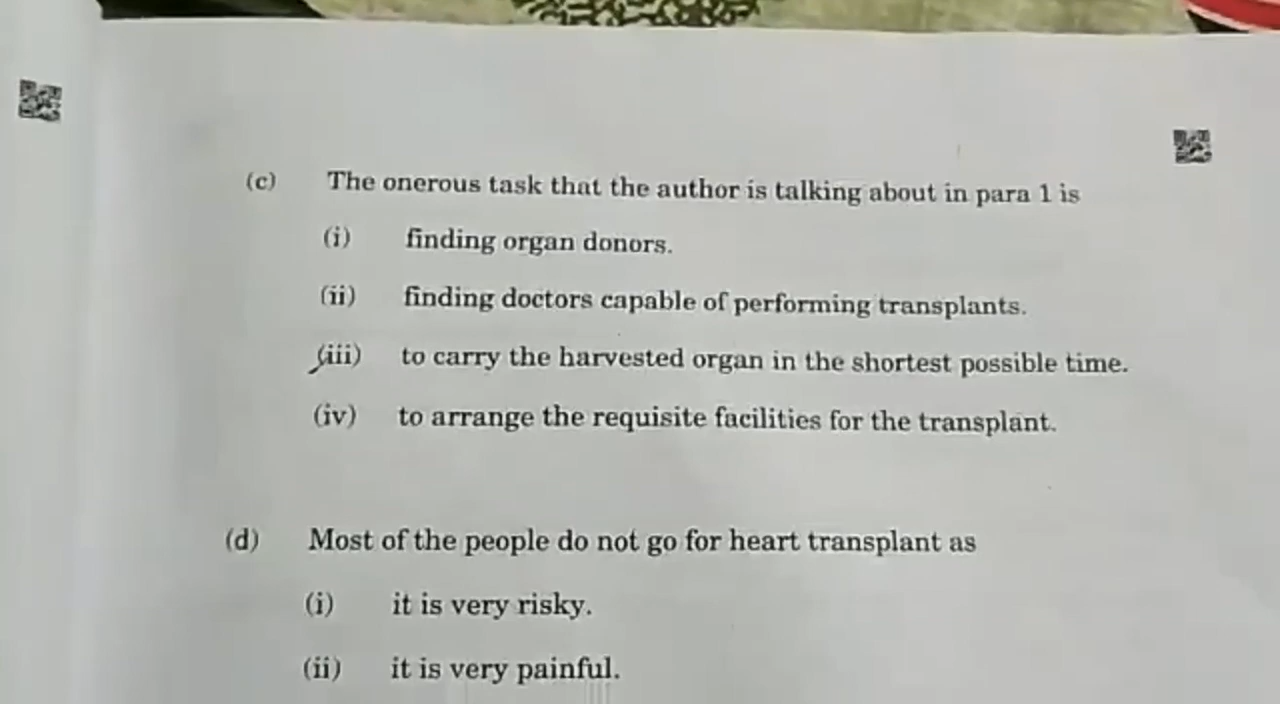 (c) The onerous task that the author is talking about in para 1 is
(i) finding organ donors.
(ii) finding doctors capable of performing transplants.
(iii) to carry the harvested organ in the shortest possible time.
(iv) to arrange the requisite facilities for the transplant.
(d) Most of the people do not go for heart transplant as
(i) it is very risky.
(ii) it is very painful.